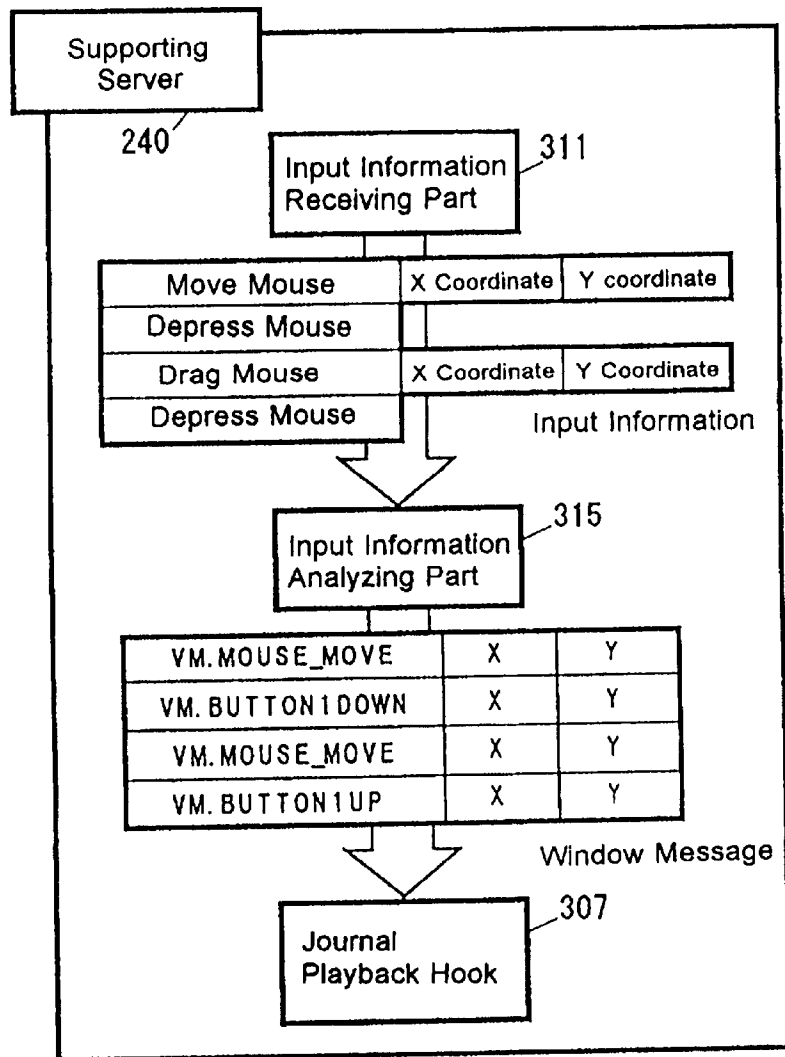 Supporting
Server
240
Input Information
Receiving Part
311
Move Mouse X Coordinate Y coordinate
Depress Mouse
Drag Mouse X Coordinate Y Coordinate
Depress Mouse
Input Information
Input Information
Analyzing Part
315
VM.MOUSE_MOVE X Y
VM.BUTTON1DOWN X Y
VM.MOUSE_MOVE X Y
VM.BUTTON1UP X Y
Window Message
Journal
Playback Hook
307